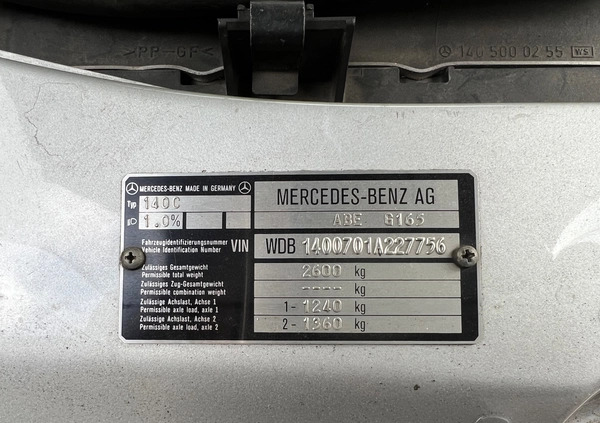 >PP-GF<
140 500 0255 W.S.
MERCEDES-BENZ MADE IN GERMANY
MERCEDES-BENZ AG
Typ 140C
ABE G165
1.0%
Fahrzeugidentifizierungsnummer
Vehicle Identification Number
VIN
WDB 1400701A227756
Zulässiges Gesamtgewicht
Permissible total weight
2600 kg
Zulässiges Zug-Gesamtgewicht
Permissible combination weight
---- kg
Zulässige Achslast, Achse 1
Permissible axle load, axle 1
1- 1240 kg
Zulässige Achslast, Achse 2
Permissible axle load, axle 2
2- 1360 kg